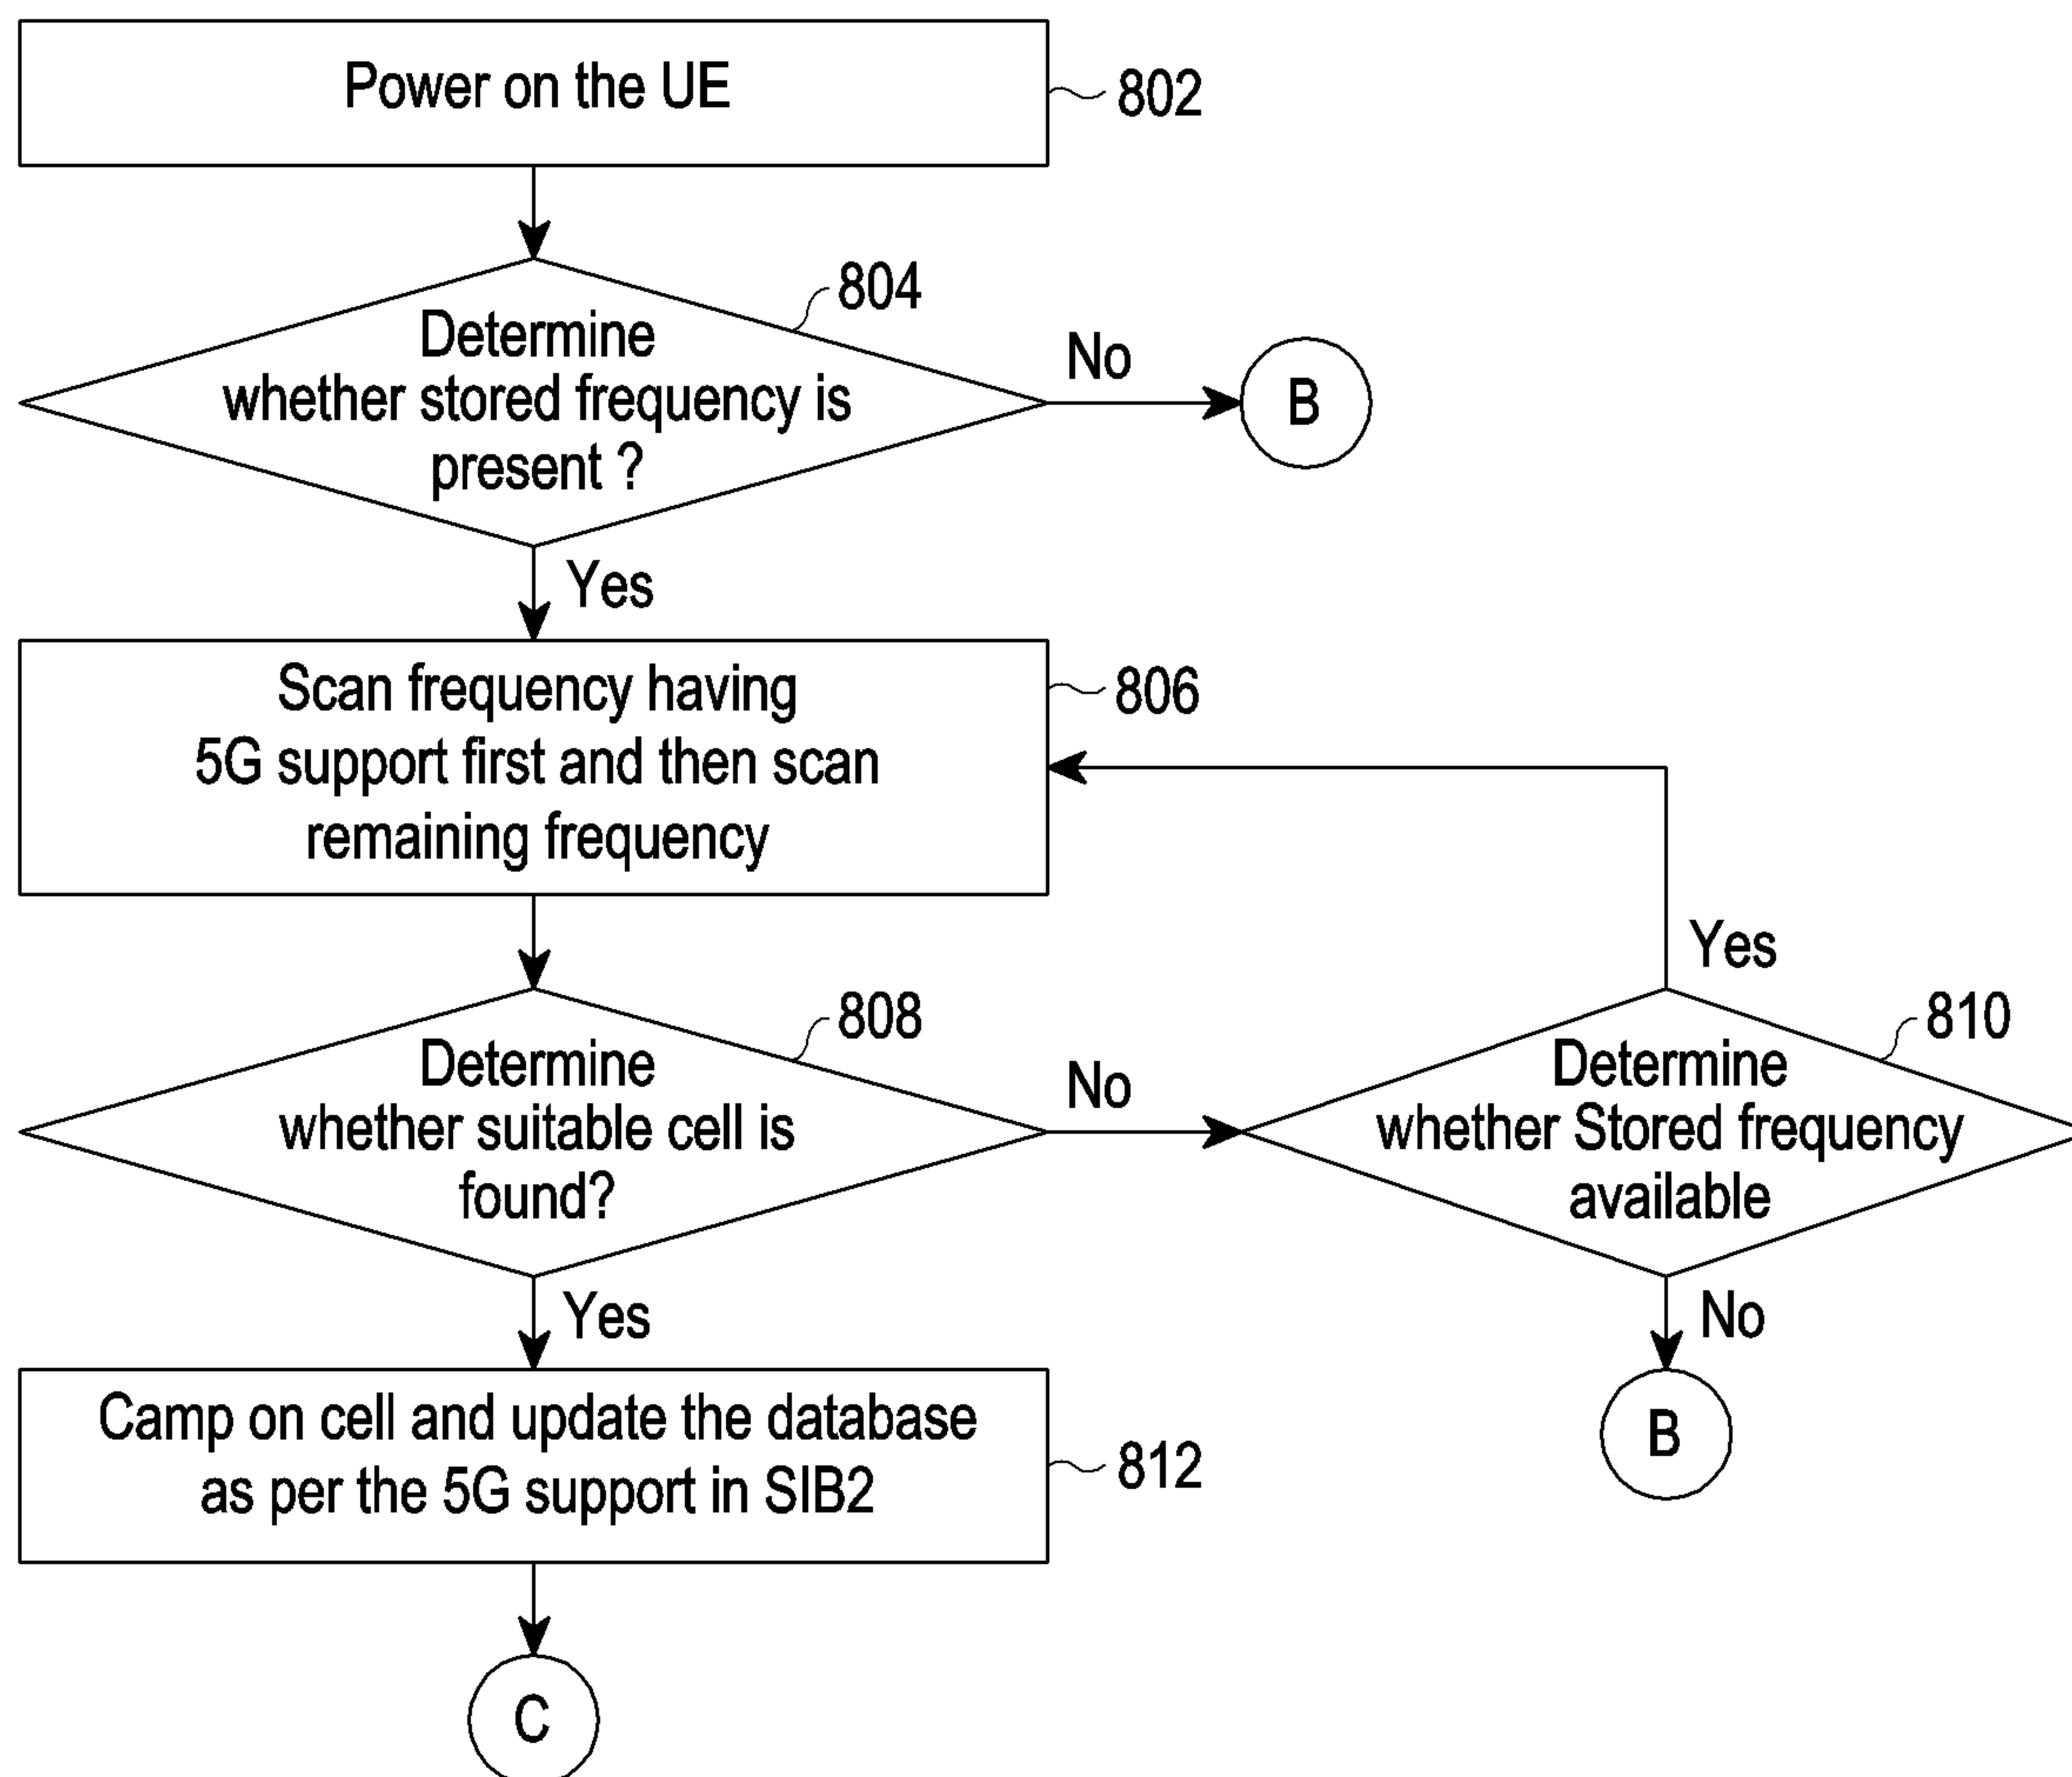 Power on the UE
802
804
Determine
whether stored frequency is
present ?
No
B
Yes
Scan frequency having
5G support first and then scan
remaining frequency
806
Yes
808
Determine
whether suitable cell is
found?
No
810
Determine
whether Stored frequency
available
Yes
No
Camp on cell and update the database
as per the 5G support in SIB2
812
B
C